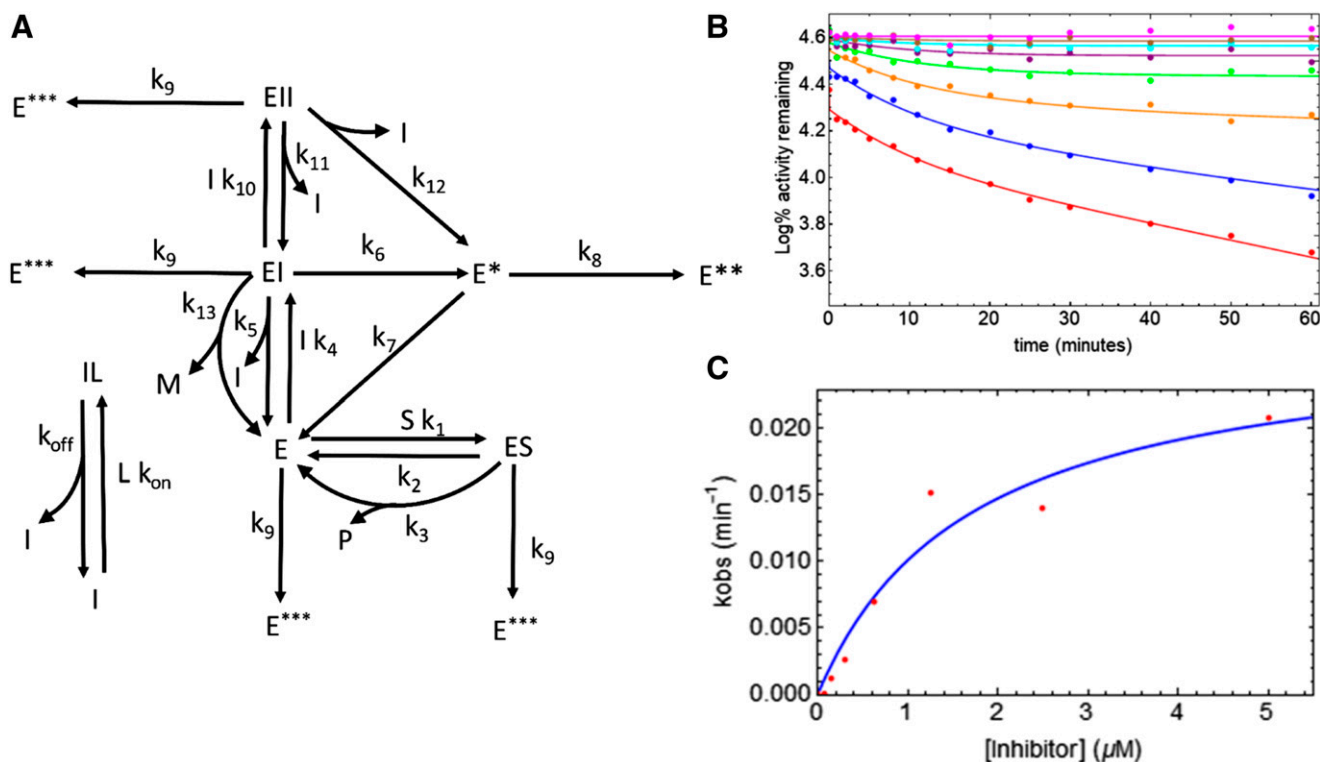 A
E*** k9 EII
I
I k10 k11 k12
I
E*** k9 EI k6 E* k8 E**
k13 k5 I k4 k7
M I
IL
koff L kon
I
I
E S k1 ES
k2
k9 P k3 k9
E*** E***
B
Log% activity remaining
4.6
4.4
4.2
4.0
3.8
3.6
0 10 20 30 40 50 60
time (minutes)
C
kobs (min⁻¹)
0.020
0.015
0.010
0.005
0.000
0 1 2 3 4 5
[Inhibitor] (µM)